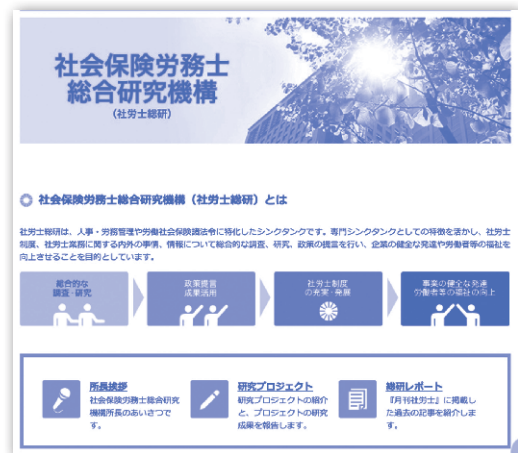 社会保険労務士
総合研究機構
(社労士総研)
社会保険労務士総合研究機構(社労士総研)とは
社労士総研は、人事・労務管理や労働社会保険諸法令に特化したシンクタンクです。専門シンクタンクとしての特徴を活かし、社労士
制度、社労士業務に関する内外の事情、情報について総合的な調査、研究、政策の提言を行い、企業の健全な発達や労働者等の福祉を
向上させることを目的としています。
総合的な
調査・研究
政策提言
成果活用
社労士制度
の充実・発展
事業の健全な発達
労働者等の福祉の向上
所長挨拶
社会保険労務士総合研究
機構所長のあいさつで
す。
研究プロジェクト
研究プロジェクトの紹介
と、プロジェクトの研究
成果を報告します。
総研レポート
『月刊社労士』に掲載し
た過去の記事を紹介しま
す。